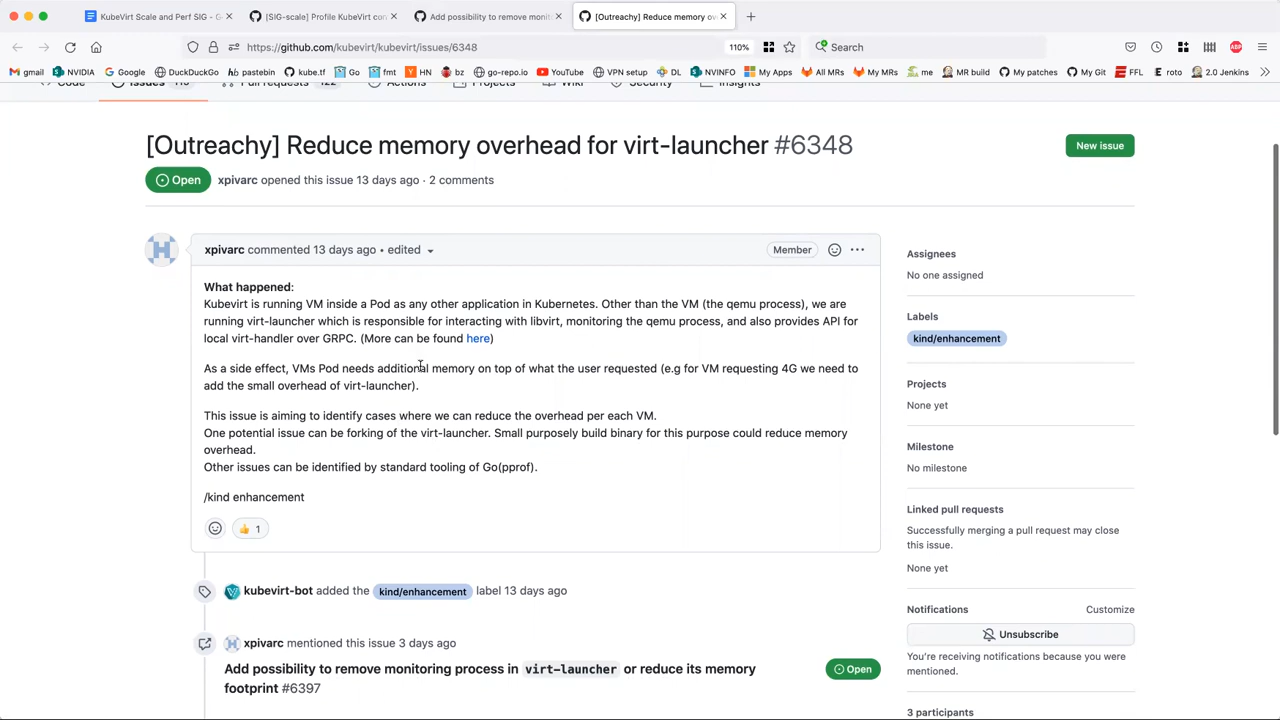 KubeVirt Scale and Perf SIG - G
[SIG-scale] Profile KubeVirt con
Add possibility to remove monit
[Outreachy] Reduce memory ov
https://github.com/kubevirt/kubevirt/issues/6348
110%
Search
gmail
NVIDIA
Google
DuckDuckGo
pastebin
kube.tf
Go
fmt
HN
bz
go-repo.io
YouTube
VPN setup
DL
NVINFO
My Apps
All MRs
My MRs
me
MR build
My patches
My Git
FFL
rota
2.0 Jenkins
Code
Issues
Pull requests 122
Actions
Projects
Wiki
Security
Insights
[Outreachy] Reduce memory overhead for virt-launcher #6348
New issue
Open
xpivarc opened this issue 13 days ago · 2 comments
xpivarc commented 13 days ago • edited
Member
What happened:
Kubevirt is running VM inside a Pod as any other application in Kubernetes. Other than the VM (the qemu process), we are
running virt-launcher which is responsible for interacting with libvirt, monitoring the qemu process, and also provides API for
local virt-handler over GRPC. (More can be found here)
As a side effect, VMs Pod needs additional memory on top of what the user requested (e.g for VM requesting 4G we need to
add the small overhead of virt-launcher).
This issue is aiming to identify cases where we can reduce the overhead per each VM.
One potential issue can be forking of the virt-launcher. Small purposely build binary for this purpose could reduce memory
overhead.
Other issues can be identified by standard tooling of Go(pprof).
/kind enhancement
1
kubevirt-bot added the kind/enhancement label 13 days ago
xpivarc mentioned this issue 3 days ago
Add possibility to remove monitoring process in virt-launcher or reduce its memory
footprint #6397
Open
Assignees
No one assigned
Labels
kind/enhancement
Projects
None yet
Milestone
No milestone
Linked pull requests
Successfully merging a pull request may close
this issue.
None yet
Notifications
Customize
Unsubscribe
You're receiving notifications because you were
mentioned.
3 participants